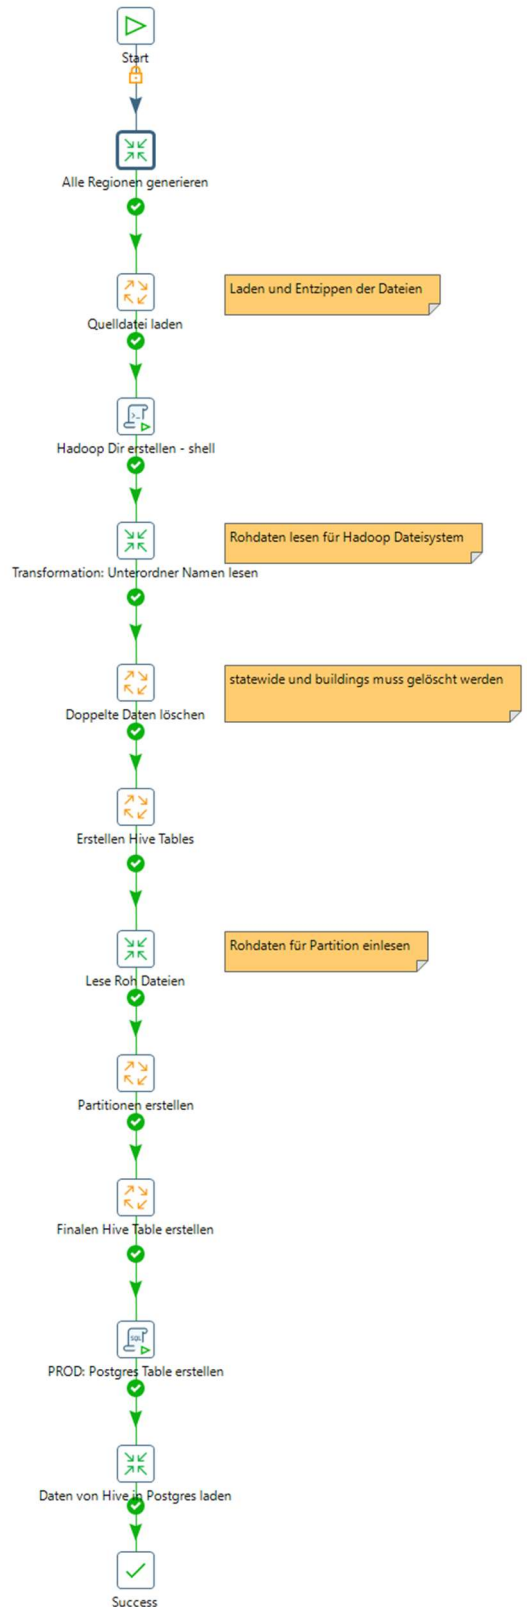 Start
Alle Regionen generieren
Laden und Entzippen der Dateien
Quelldatei laden
Hadoop Dir erstellen - shell
Rohdaten lesen für Hadoop Dateisystem
Transformation: Unterordner Namen lesen
statewide und buildings muss gelöscht werden
Doppelte Daten löschen
Erstellen Hive Tables
Rohdaten für Partition einlesen
Lese Roh Dateien
Partitionen erstellen
Finalen Hive Table erstellen
SQL
PROD: Postgres Table erstellen
Daten von Hive in Postgres laden
Success